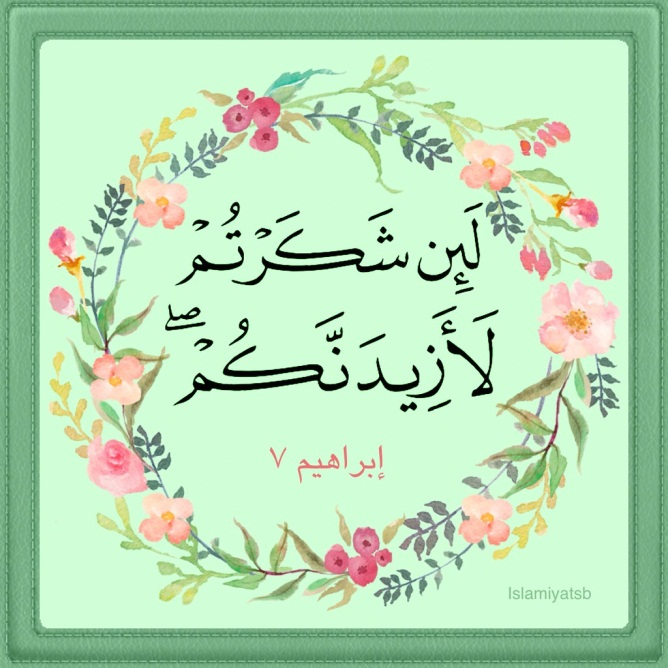 لَئِن شَكَرْتُمْ
لَأَزِيدَنَّكُمْ ۖ
إبراهيم ٧
Islamiyatsb